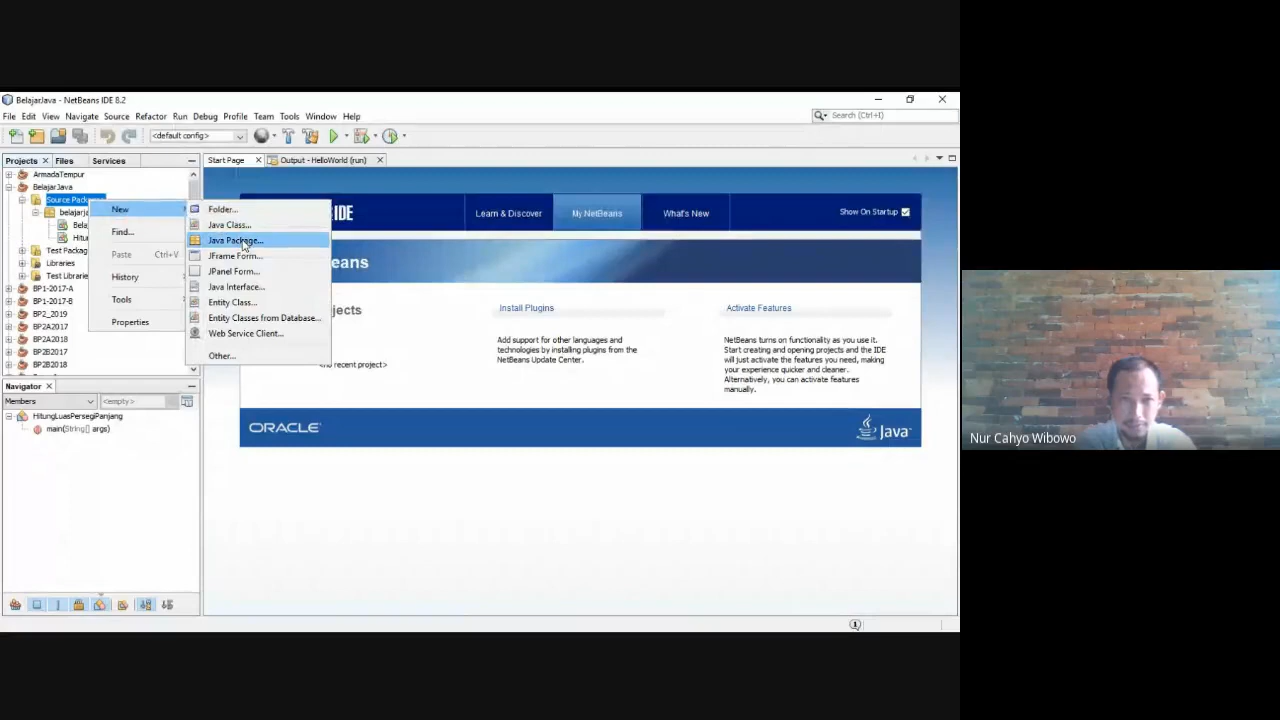 BelajarJava - NetBeans IDE 8.2
File Edit View Navigate Source Refactor Run Debug Profile Team Tools Window Help
Search (Ctrl+I)
<default config>
Projects Files Services
Start Page Output - HelloWorld (run)
ArmadaTempur
BelajarJava
Source Packages
belajarja
Bela
Hitu
Test Packag
Libraries
Test Librarie
BP1-2017-A
BP1-2017-B
BP2_2019
BP2A2017
BP2A2018
BP2B2017
BP2B2018
New
Find...
Paste Ctrl+V
History
Tools
Properties
Folder...
Java Class...
Java Package...
JFrame Form...
JPanel Form...
Java Interface...
Entity Class...
Entity Classes from Database...
Web Service Client...
Other...
IDE
Learn & Discover My NetBeans What's New Show On Startup
eans
jects
<no recent project>
Install Plugins
Add support for other languages and
technologies by installing plugins from the
NetBeans Update Center.
Activate Features
NetBeans turns on functionality as you use it.
Start creating and opening projects and the IDE
will just activate the features you need, making
your experience quicker and cleaner.
Alternatively, you can activate features
manually.
ORACLE Java
Navigator
Members <empty>
HitungLuasPersegiPanjang
main(String[] args)
1
Nur Cahyo Wibowo